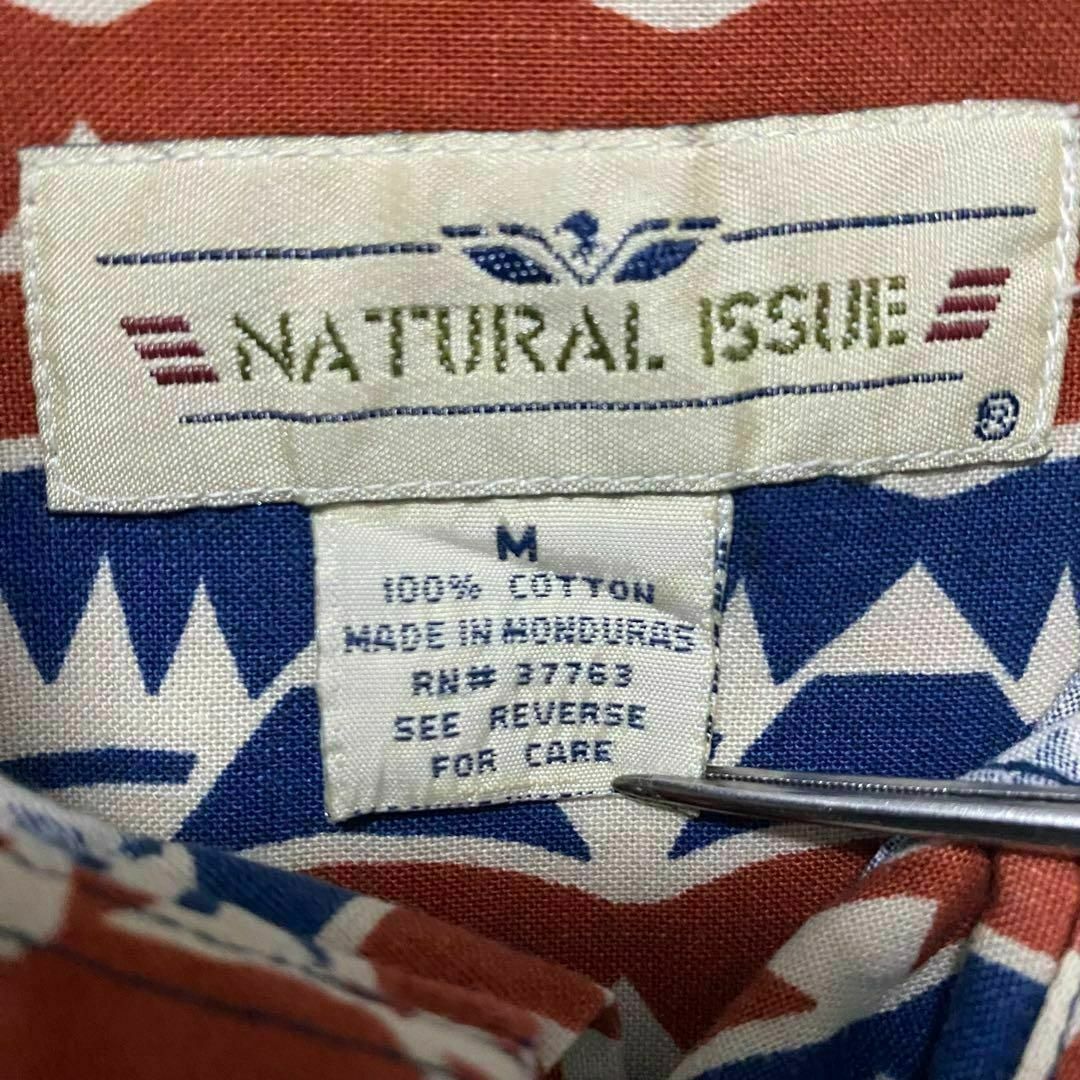 NATURAL ISSUE
®
M
100% COTTON
MADE IN HONDURAS
RN# 37763
SEE REVERSE
FOR CARE